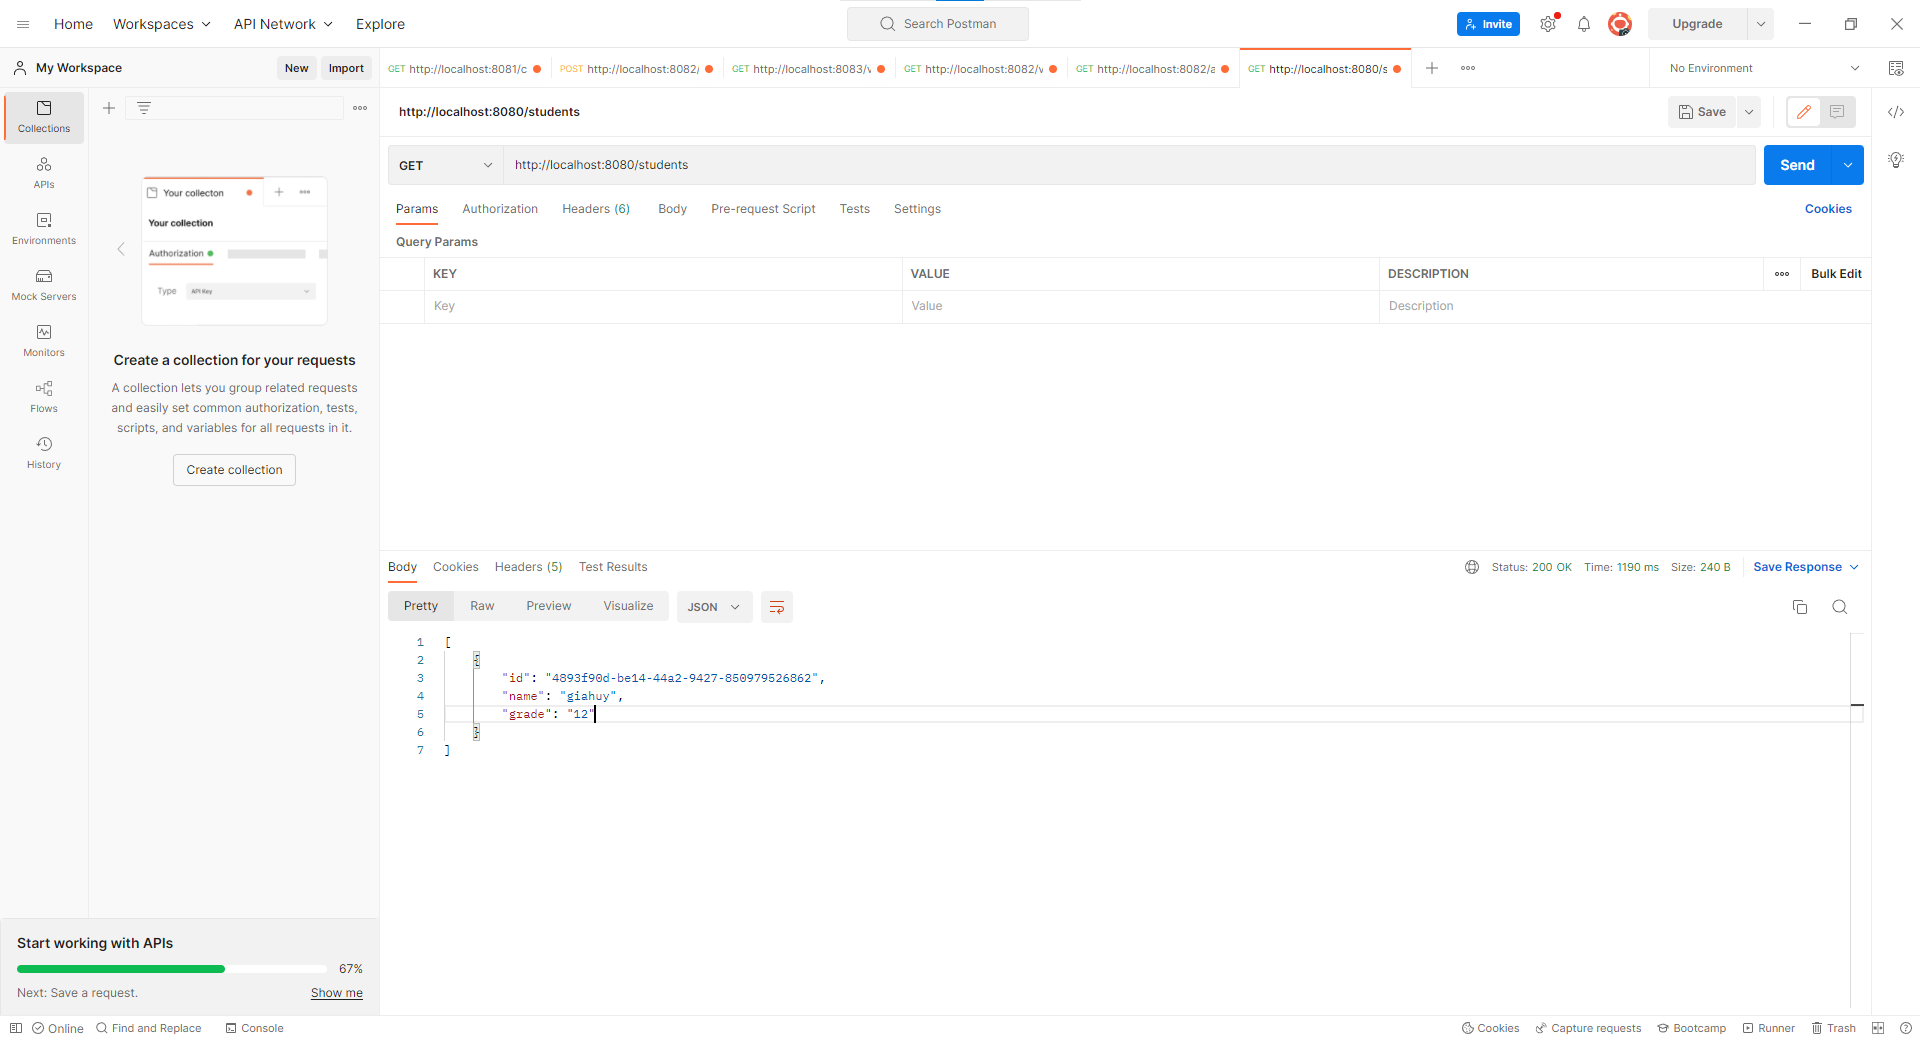 Home Workspaces API Network Explore Search Postman Invite Upgrade
My Workspace New Import
GET http://localhost:8081/c POST http://localhost:8082/ GET http://localhost:8083/v GET http://localhost:8082/v GET http://localhost:8082/a GET http://localhost:8080/s No Environment
Collections
APIs
Environments
Mock Servers
Monitors
Flows
History
Your collecton
Your collection
Authorization
Type API Key
Create a collection for your requests
A collection lets you group related requests
and easily set common authorization, tests,
scripts, and variables for all requests in it.
Create collection
Start working with APIs
67%
Next: Save a request. Show me
http://localhost:8080/students Save
GET http://localhost:8080/students Send
Params Authorization Headers (6) Body Pre-request Script Tests Settings Cookies
Query Params
KEY VALUE DESCRIPTION Bulk Edit
Key Value Description
Body Cookies Headers (5) Test Results Status: 200 OK Time: 1190 ms Size: 240 B Save Response
Pretty Raw Preview Visualize JSON
1 [
2 {
3 "id": "4893f90d-be14-44a2-9427-850979526862",
4 "name": "giahuy",
5 "grade": "12"
6 }
7 ]
Online Find and Replace Console Cookies Capture requests Bootcamp Runner Trash